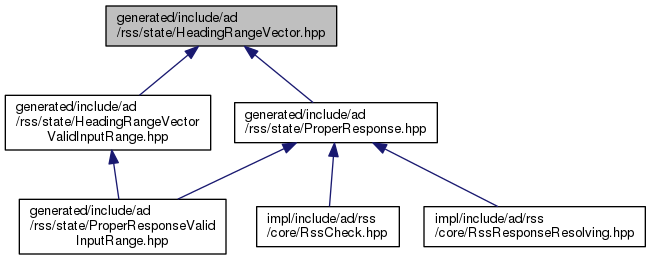 generated/include/ad
/rss/state/HeadingRangeVector.hpp
generated/include/ad
/rss/state/HeadingRangeVector
ValidInputRange.hpp
generated/include/ad
/rss/state/ProperResponse.hpp
generated/include/ad
/rss/state/ProperResponseValid
InputRange.hpp
impl/include/ad/rss
/core/RssCheck.hpp
impl/include/ad/rss
/core/RssResponseResolving.hpp